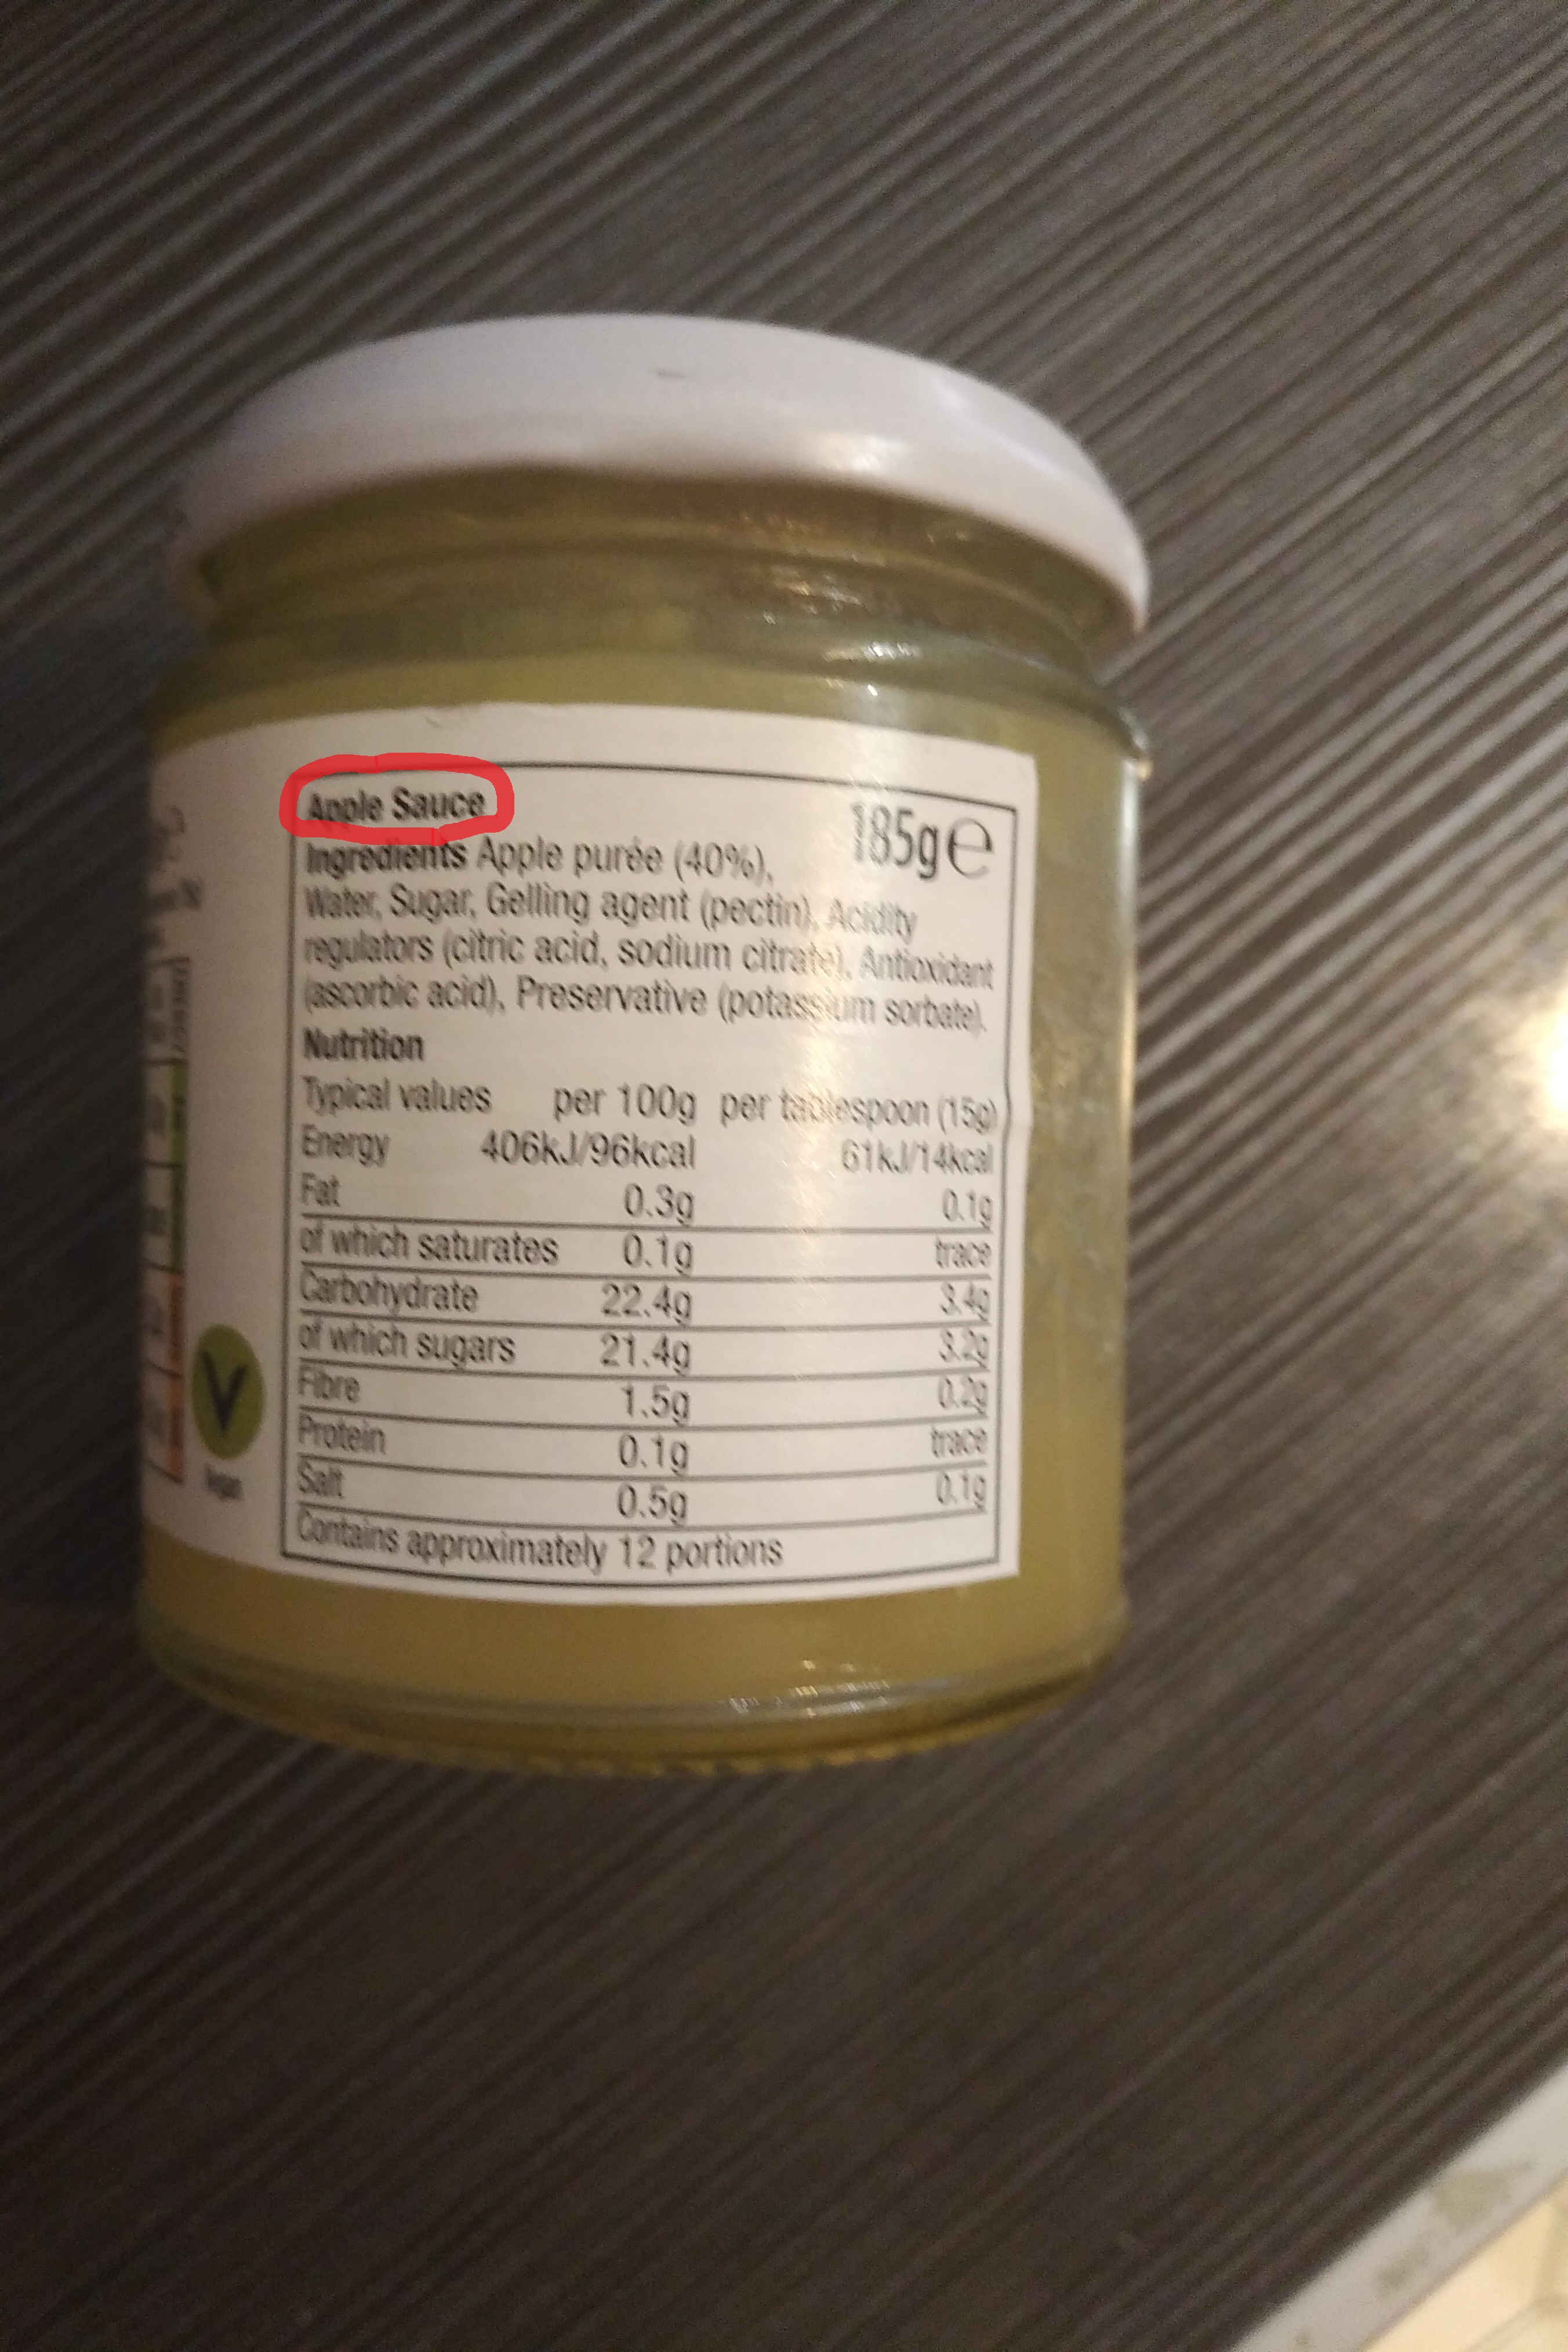 Apple Sauce
185g e
Ingredients Apple purée (40%),
Water, Sugar, Gelling agent (pectin), Acidity
regulators (citric acid, sodium citrate), Antioxidant
(ascorbic acid), Preservative (potassium sorbate).
Nutrition
Typical values per 100g per tablespoon (15g)
Energy 406kJ/96kcal 61kJ/14kcal
Fat 0.3g 0.1g
of which saturates 0.1g trace
Carbohydrate 22.4g 3.4g
of which sugars 21.4g 3.2g
Fibre 1.5g 0.2g
Protein 0.1g trace
Salt 0.5g 0.1g
Contains approximately 12 portions
V
Vegan